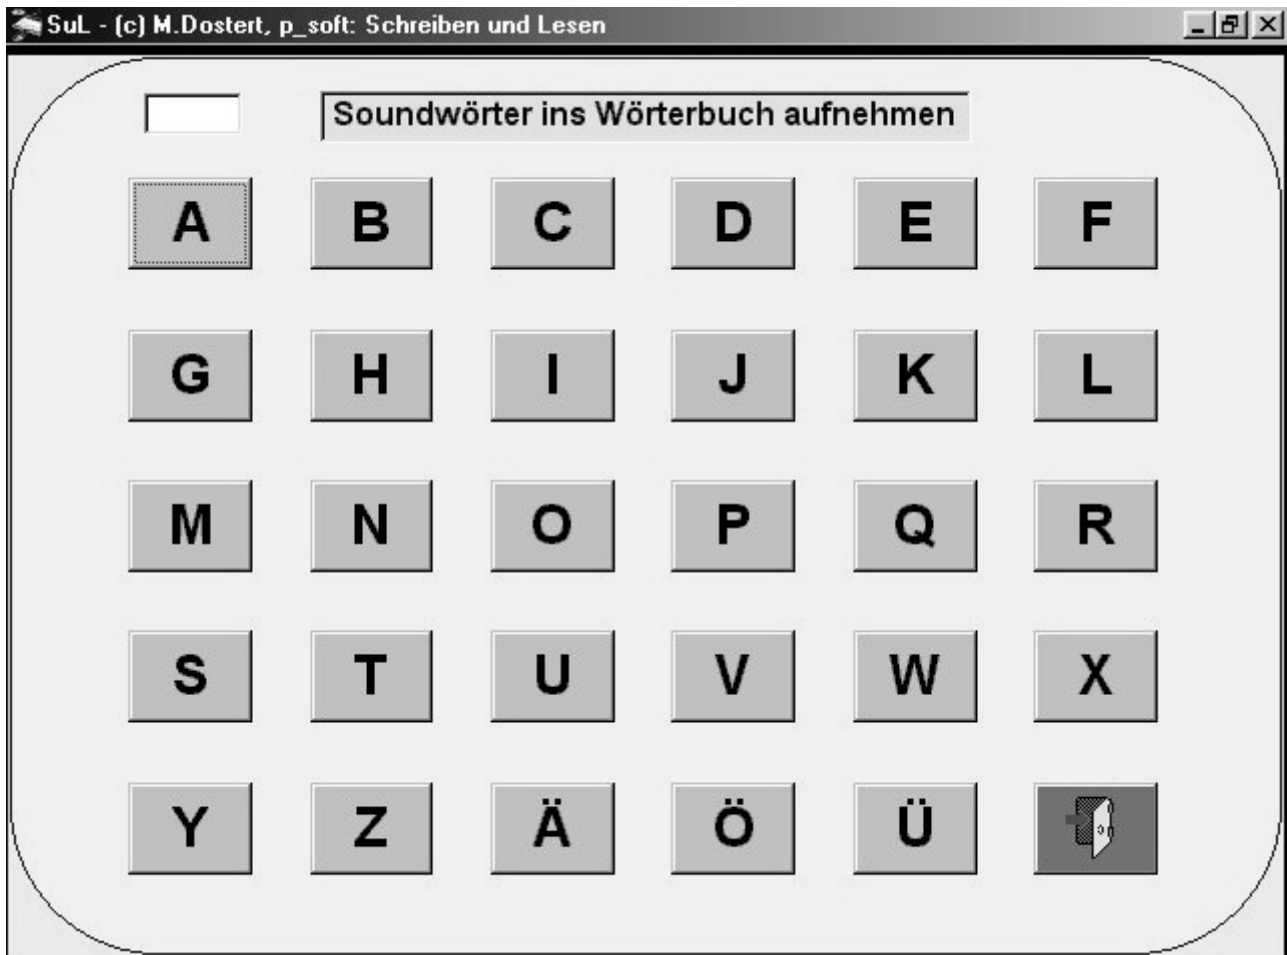 SuL - (c) M.Dostert, p_soft: Schreiben und Lesen
Soundwörter ins Wörterbuch aufnehmen
A B C D E F
G H I J K L
M N O P Q R
S T U V W X
Y Z Ä Ö Ü